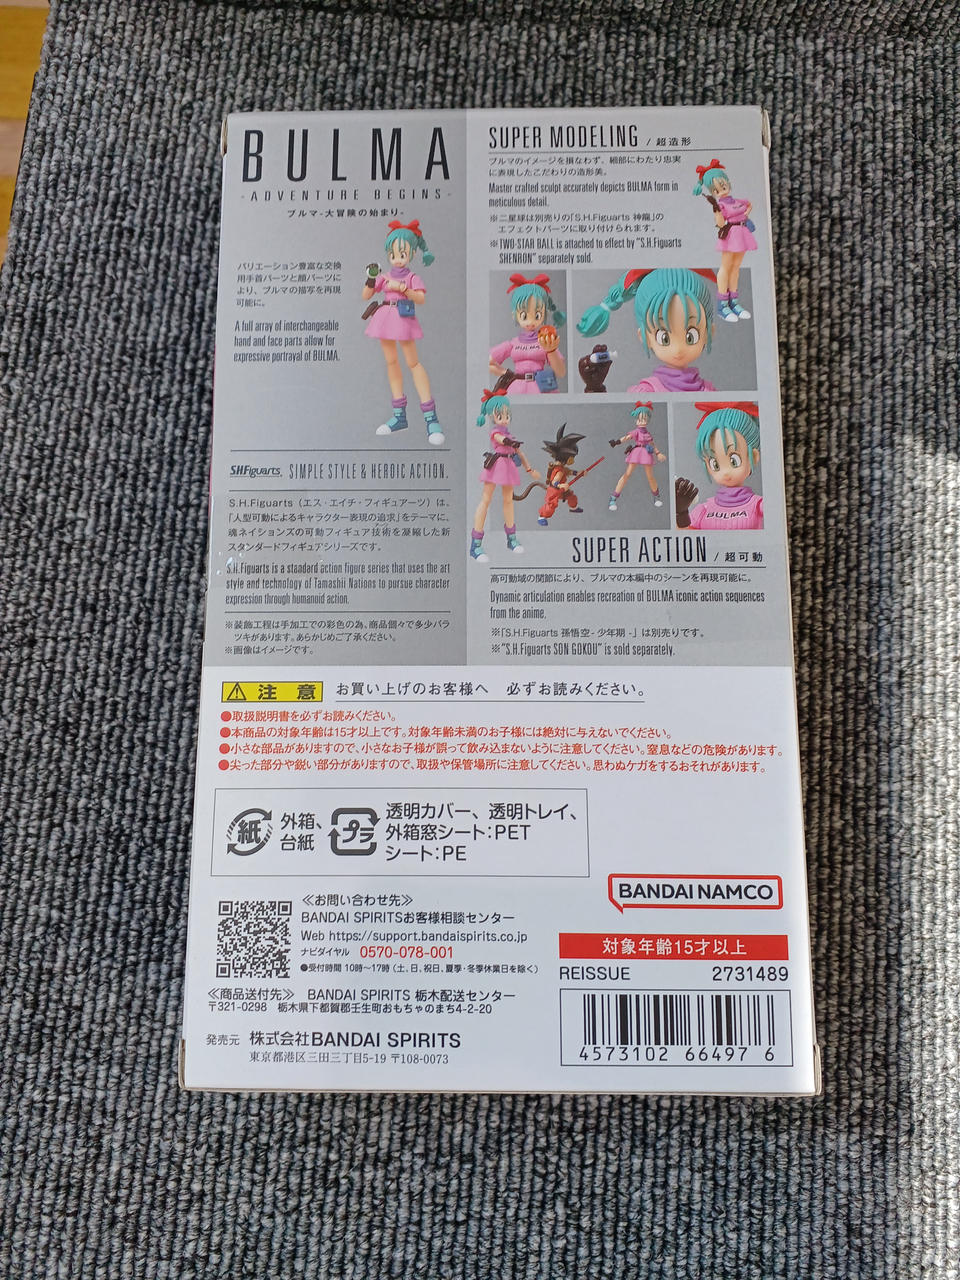 BULMA
-ADVENTURE BEGINS-
ブルマ-大冒険の始まり-
バリエーション豊富な交換
用手首パーツと顔パーツに
より、ブルマの描写を再現
可能に。
A full array of interchangeable
hand and face parts allow for
expressive portrayal of BULMA.
S.H.Figuarts SIMPLE STYLE & HEROIC ACTION.
S.H.Figuarts（エス・エイチ・フィギュアーツ）は、
「人型可動によるキャラクター表現の追求」をテーマに、
魂ネイションズの可動フィギュア技術を凝縮した新
スタンダードフィギュアシリーズです。
S.H.Figuarts is a standard action figure series that uses the art
style and technology of Tamashii Nations to pursue character
expression through humanoid action.
※装飾工程は手加工での彩色の為、商品個々で多少バラ
ツキがあります。あらかじめご了承ください。
※画像はイメージです。
SUPER MODELING / 超造形
ブルマのイメージを損なわず、細部にわたり忠実
に表現したこだわりの造形美。
Master crafted sculpt accurately depicts BULMA form in
meticulous detail.
※二星球は別売りの「S.H.Figuarts 神龍」の
エフェクトパーツに取り付けられます。
※TWO-STAR BALL is attached to effect by "S.H.Figuarts
SHENRON" separately sold.
BULMA
BULMA
SUPER ACTION / 超可動
高可動域の関節により、ブルマの本編中のシーンを再現可能に。
Dynamic articulation enables recreation of BULMA iconic action sequences
from the anime.
※「S.H.Figuarts 孫悟空- 少年期 -」は別売りです。
※"S.H.Figuarts SON GOKOU" is sold separately.
注意 お買い上げのお客様へ 必ずお読みください。
●取扱説明書を必ずお読みください。
●本商品の対象年齢は15才以上です。対象年齢未満のお子様には絶対に与えないでください。
●小さな部品がありますので、小さなお子様が誤って飲み込まないように注意してください。窒息などの危険があります。
●尖った部分や鋭い部分がありますので、取扱や保管場所に注意してください。思わぬケガをするおそれがあります。
紙 外箱、
台紙
プラ 透明カバー、透明トレイ、
外箱窓シート:PET
シート:PE
BANDAI NAMCO
≪お問い合わせ先≫
BANDAI SPIRITSお客様相談センター
Web https://support.bandaispirits.co.jp
ナビダイヤル 0570-078-001
●受付時間 10時～17時 (土、日、祝日、夏季・冬季休業日を除く)
≪商品送付先≫ BANDAI SPIRITS 栃木配送センター
〒321-0298 栃木県下都賀郡壬生町おもちゃのまち4-2-20
発売元 株式会社BANDAI SPIRITS
東京都港区三田三丁目5-19 〒108-0073
対象年齢15才以上
REISSUE 2731489
4573102 66497 6